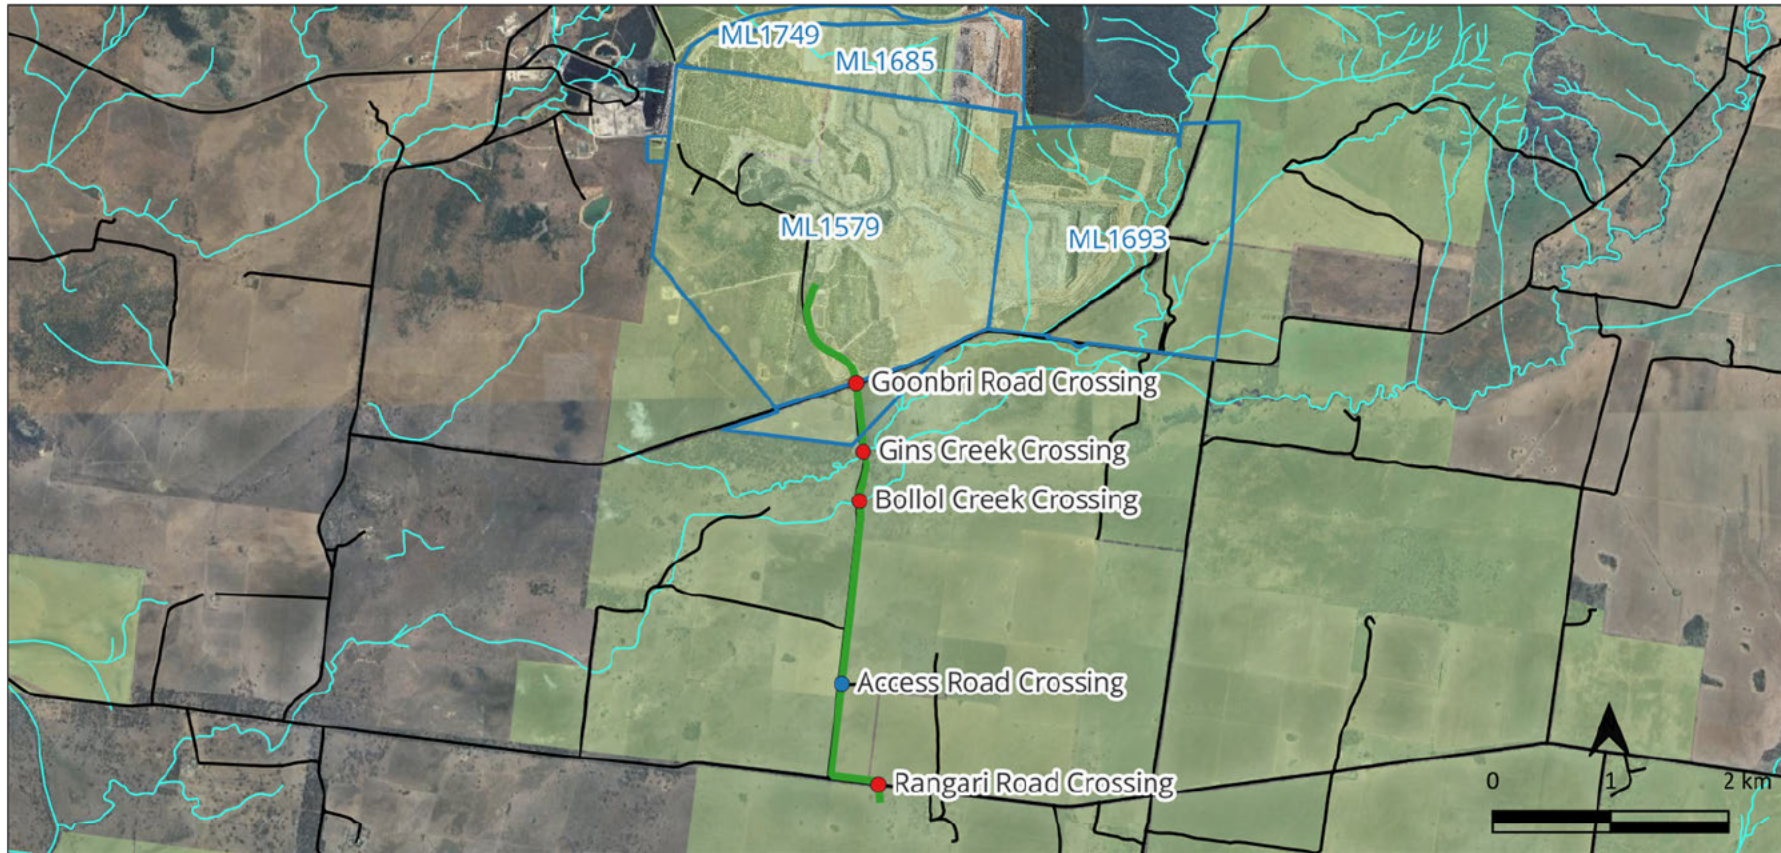 ML1749
ML1685
ML1579
ML1693
Goonbri Road Crossing
Gins Creek Crossing
Bollol Creek Crossing
Access Road Crossing
Rangari Road Crossing
0 1 2 km